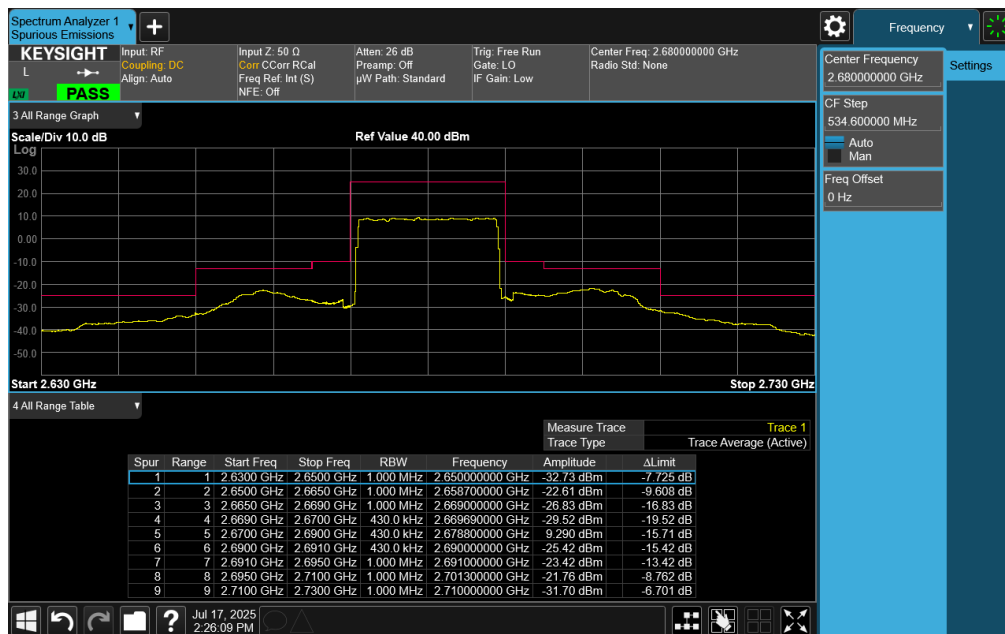 Spectrum Analyzer 1
Spurious Emissions
Frequency
KEYSIGHT
L
LXI
PASS
Input: RF
Coupling: DC
Align: Auto
Input Z: 50 Ω
Corr CCorr RCal
Freq Ref: Int (S)
NFE: Off
Atten: 26 dB
Preamp: Off
µW Path: Standard
Trig: Free Run
Gate: LO
IF Gain: Low
Center Freq: 2.680000000 GHz
Radio Std: None
Center Frequency
2.680000000 GHz
Settings
CF Step
534.600000 MHz
Auto
Man
Freq Offset
0 Hz
3 All Range Graph
Scale/Div 10.0 dB
Ref Value 40.00 dBm
Log
30.0
20.0
10.0
0.00
-10.0
-20.0
-30.0
-40.0
-50.0
Start 2.630 GHz
Stop 2.730 GHz
4 All Range Table
Measure Trace Trace 1
Trace Type Trace Average (Active)
Spur Range Start Freq Stop Freq RBW Frequency Amplitude ΔLimit
1 1 2.6300 GHz 2.6500 GHz 1.000 MHz 2.650000000 GHz -32.73 dBm -7.725 dB
2 2 2.6500 GHz 2.6650 GHz 1.000 MHz 2.658700000 GHz -22.61 dBm -9.608 dB
3 3 2.6650 GHz 2.6690 GHz 1.000 MHz 2.669000000 GHz -26.83 dBm -16.83 dB
4 4 2.6690 GHz 2.6700 GHz 430.0 kHz 2.669690000 GHz -29.52 dBm -19.52 dB
5 5 2.6700 GHz 2.6900 GHz 430.0 kHz 2.678800000 GHz 9.290 dBm -15.71 dB
6 6 2.6900 GHz 2.6910 GHz 430.0 kHz 2.690000000 GHz -25.42 dBm -15.42 dB
7 7 2.6910 GHz 2.6950 GHz 1.000 MHz 2.691000000 GHz -23.42 dBm -13.42 dB
8 8 2.6950 GHz 2.7100 GHz 1.000 MHz 2.701300000 GHz -21.76 dBm -8.762 dB
9 9 2.7100 GHz 2.7300 GHz 1.000 MHz 2.710000000 GHz -31.70 dBm -6.701 dB
Jul 17, 2025
2:26:09 PM